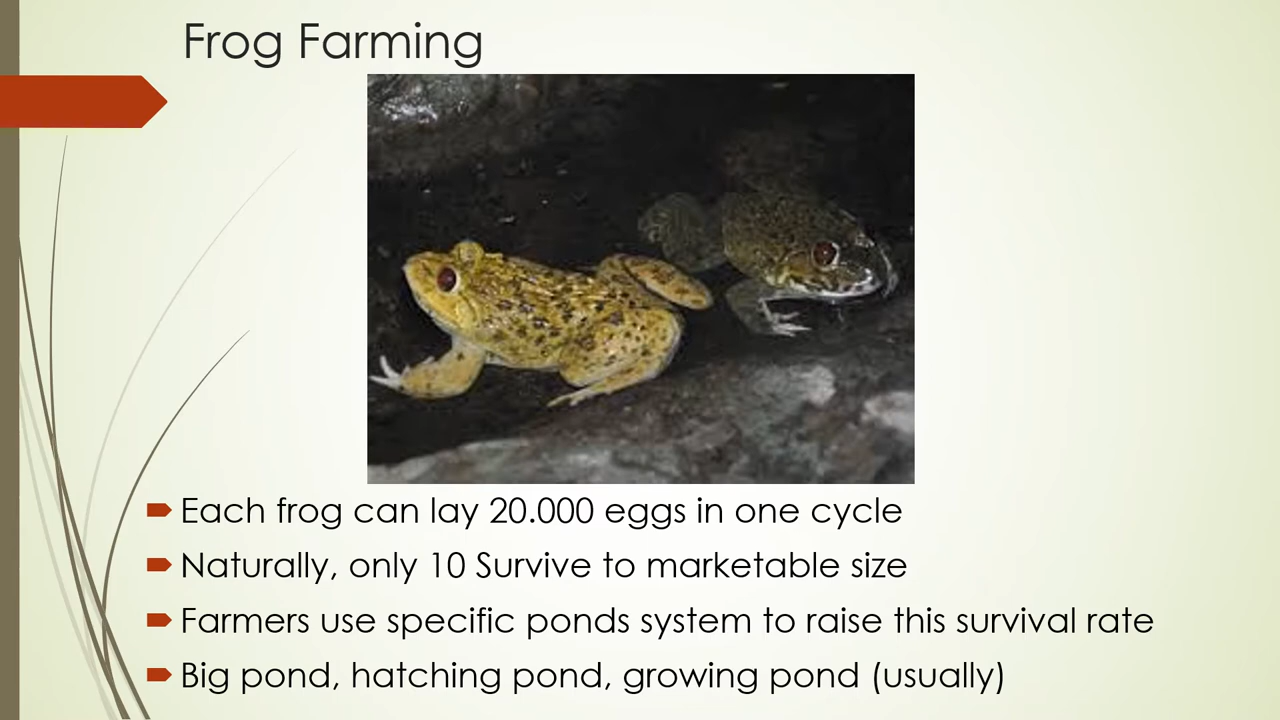 Frog Farming
Each frog can lay 20.000 eggs in one cycle
Naturally, only 10 Survive to marketable size
Farmers use specific ponds system to raise this survival rate
Big pond, hatching pond, growing pond (usually)